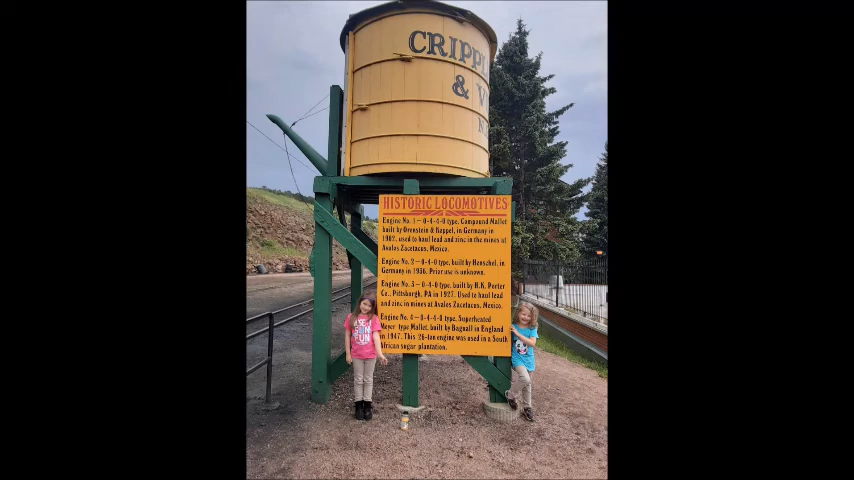 CRIPPL
& V
HISTORIC LOCOMOTIVES
Engine No. 1 – 0-4-4-0 type. Compound Mallet
built by Orenstein & Koppel, in Germany in
1902, used to haul lead and zinc in the mines at
Avalos Zacetacus, Mexico.
Engine No. 2 – 0-4-0 type, built by Henschel, in
Germany in 1936. Prior use is unknown.
Engine No. 3 – 0-4-0 type, built by H.K. Porter
Co., Pittsburgh, PA in 1927. Used to haul lead
and zinc in mines at Avalos Zacetacus, Mexico.
Engine No. 4 – 0-4-4-0 type, Superheated
Meyer type Mallet, built by Bagnall in England
in 1947. This 26-ton engine was used in a South
African sugar plantation.
SUN
FUN